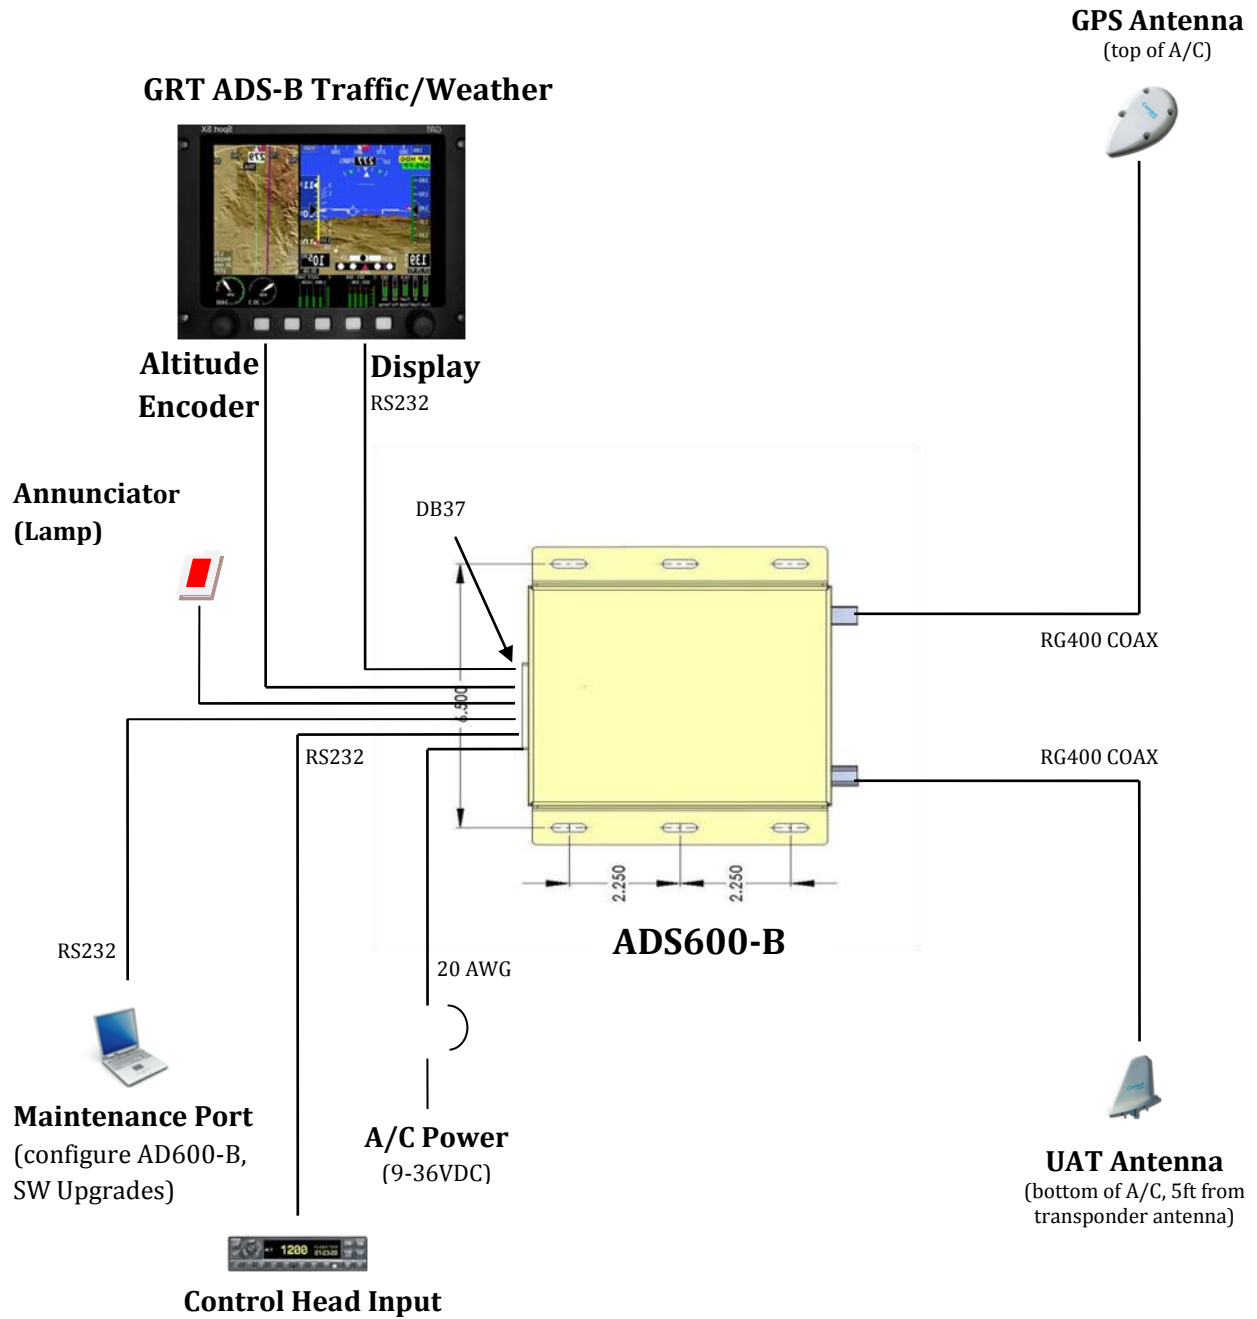 GPS Antenna
(top of A/C)
GRT ADS-B Traffic/Weather
Altitude
Encoder
Display
RS232
Annunciator
(Lamp)
DB37
RG400 COAX
6.500
RS232
RG400 COAX
2.250
2.250
ADS600-B
RS232
20 AWG
Maintenance Port
(configure AD600-B,
SW Upgrades)
A/C Power
(9-36VDC)
UAT Antenna
(bottom of A/C, 5ft from
transponder antenna)
1200
Control Head Input